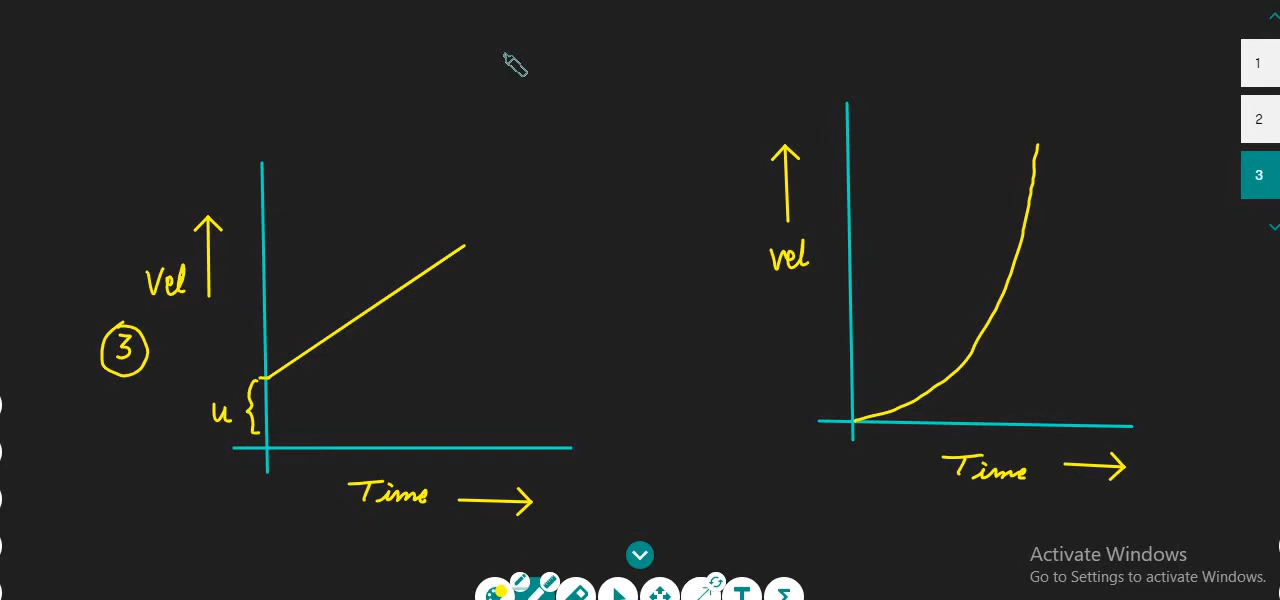 1
2
3
Vel
vel
3
u
Time
Time
Activate Windows
Go to Settings to activate Windows.
T
Σ